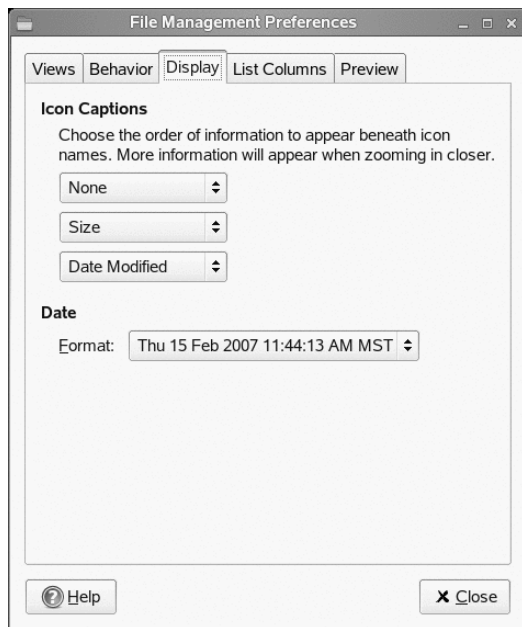 File Management Preferences
Views Behavior Display List Columns Preview
Icon Captions
Choose the order of information to appear beneath icon
names. More information will appear when zooming in closer.
None
Size
Date Modified
Date
Format: Thu 15 Feb 2007 11:44:13 AM MST
Help Close